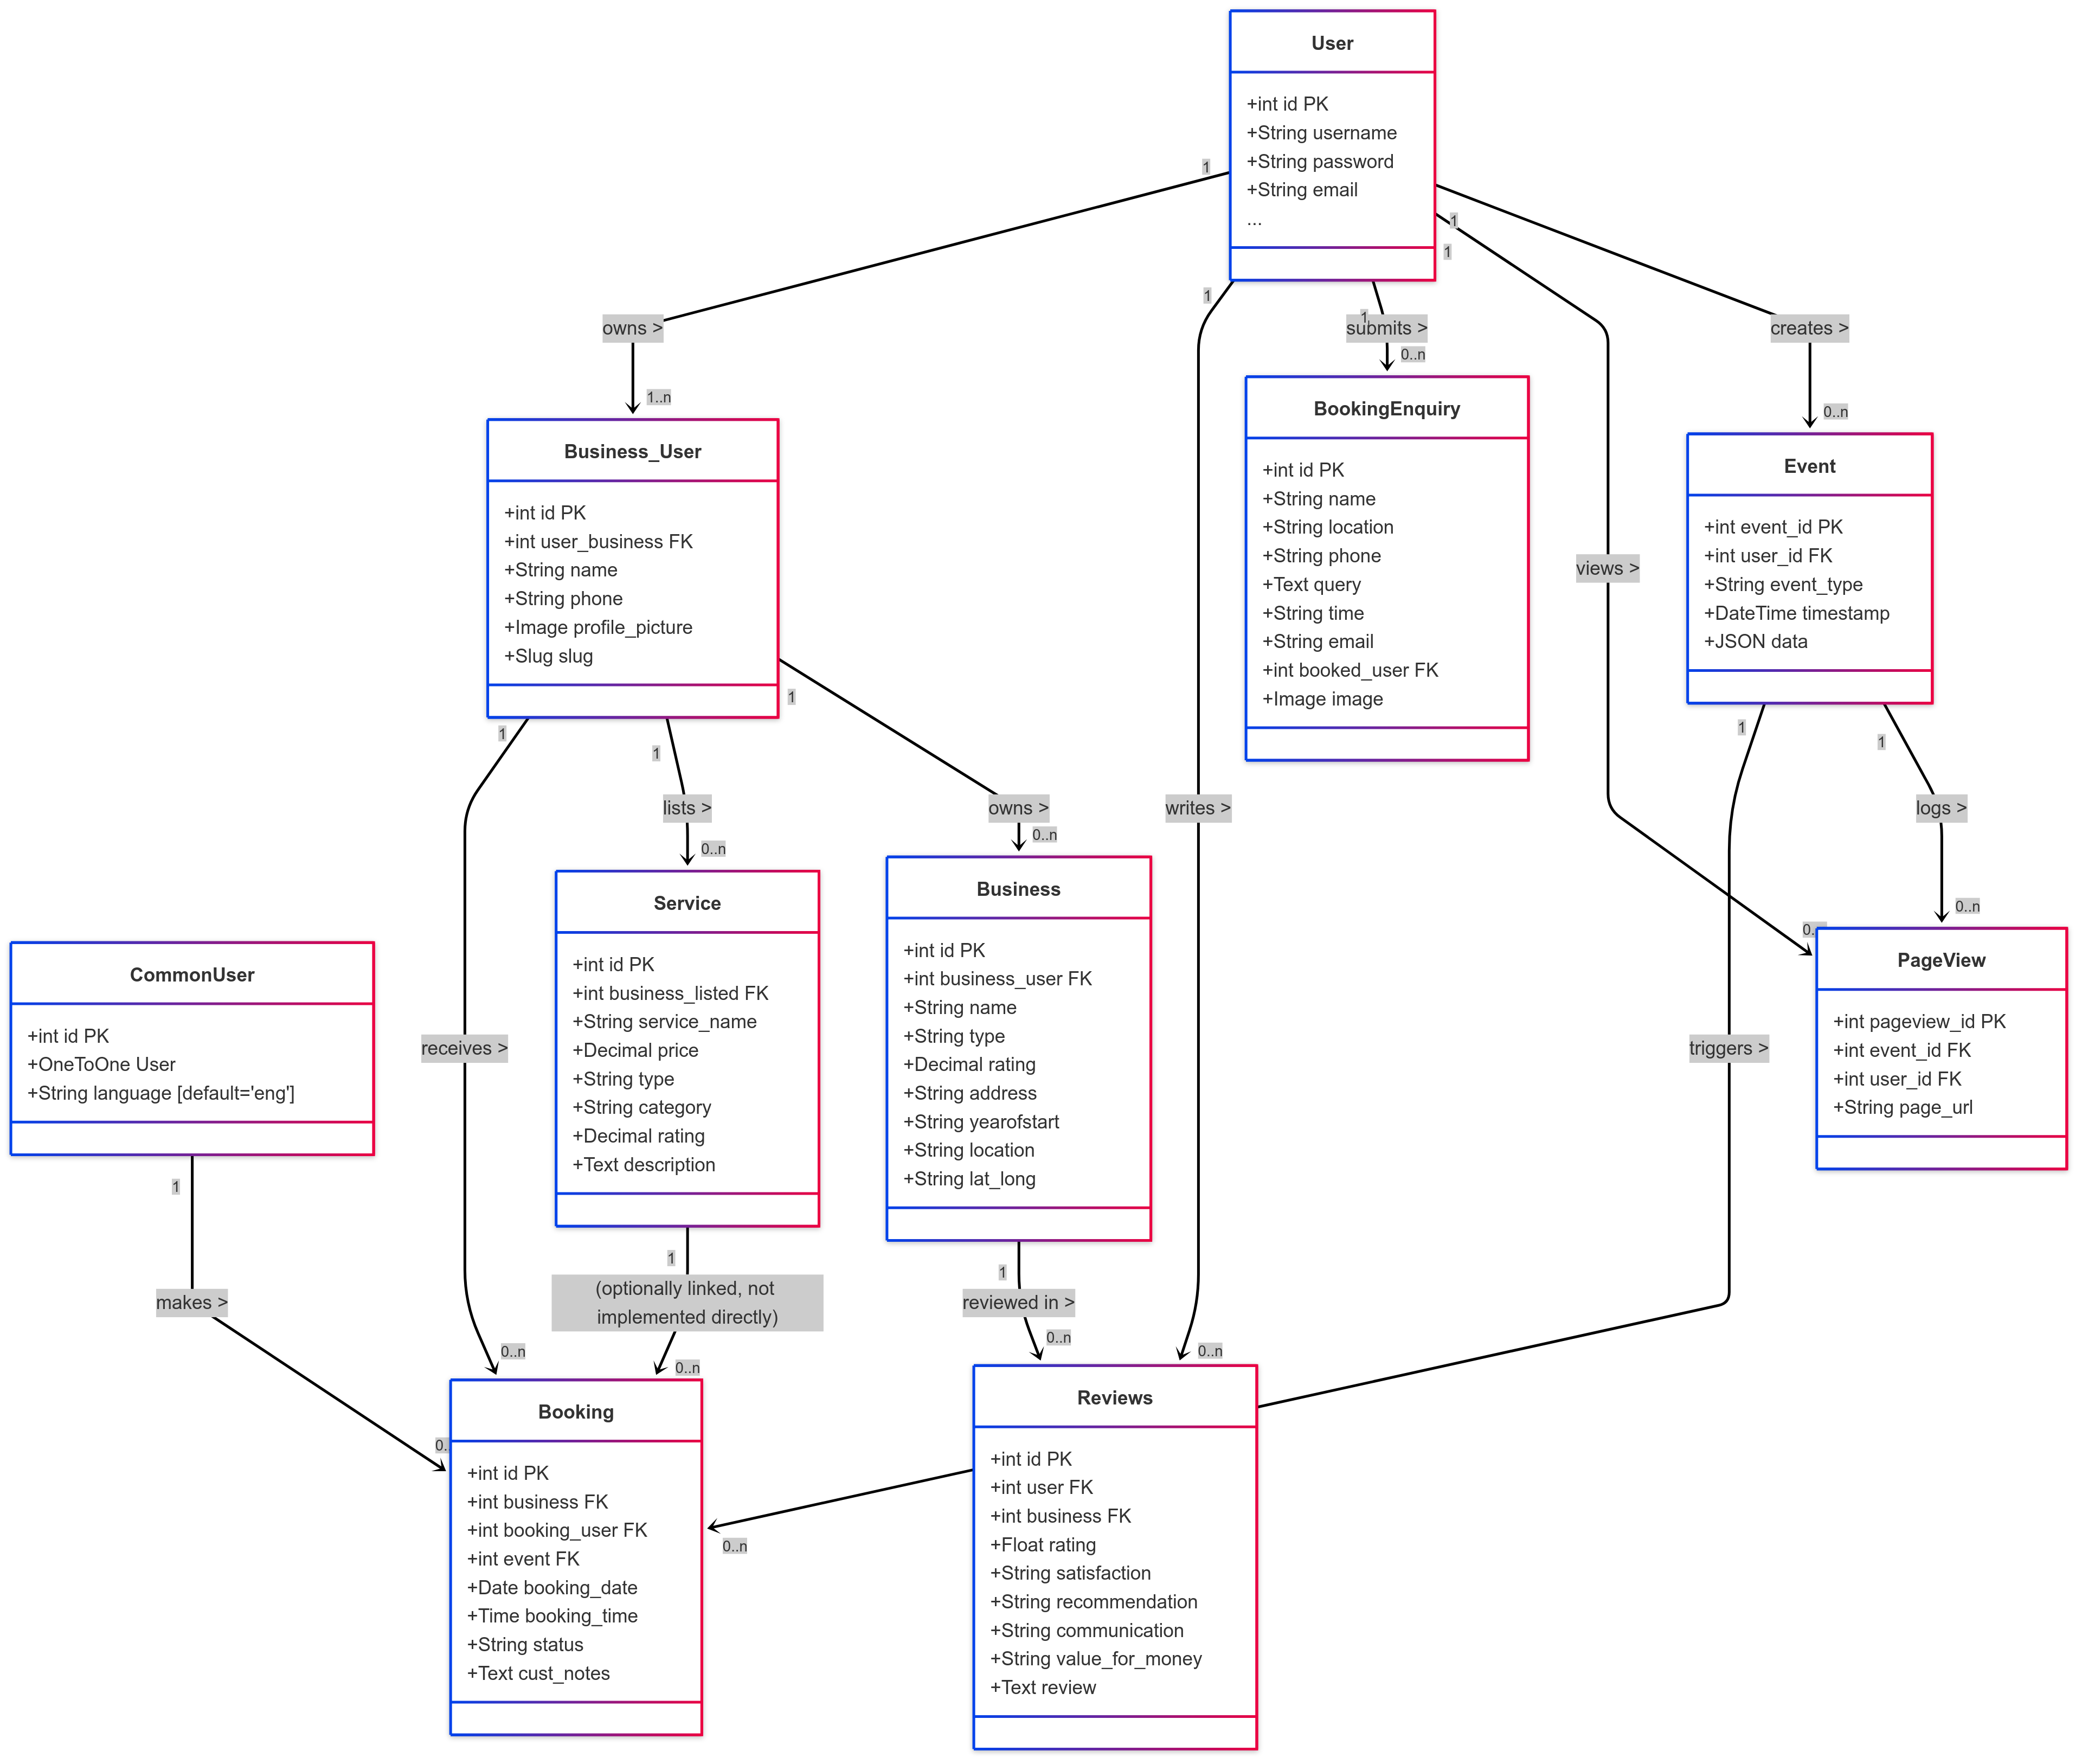 User
+int id PK
+String username
+String password
+String email
...
1
1
1
1
1
owns >
submits >
creates >
1..n
0..n
0..n
Business_User
+int id PK
+int user_business FK
+String name
+String phone
+Image profile_picture
+Slug slug
BookingEnquiry
+int id PK
+String name
+String location
+String phone
+Text query
+String time
+String email
+int booked_user FK
+Image image
Event
+int event_id PK
+int user_id FK
+String event_type
+DateTime timestamp
+JSON data
views >
1
1
1
1
1
receives >
lists >
owns >
writes >
triggers >
logs >
0..n
0..n
0..n
0..
Service
+int id PK
+int business_listed FK
+String service_name
+Decimal price
+String type
+String category
+Decimal rating
+Text description
Business
+int id PK
+int business_user FK
+String name
+String type
+Decimal rating
+String address
+String yearofstart
+String location
+String lat_long
CommonUser
+int id PK
+OneToOne User
+String language [default='eng']
PageView
+int pageview_id PK
+int event_id FK
+int user_id FK
+String page_url
1
1
1
makes >
(optionally linked, not
implemented directly)
reviewed in >
0..n
0..n
0..n
0..n
0..
0..n
Booking
+int id PK
+int business FK
+int booking_user FK
+int event FK
+Date booking_date
+Time booking_time
+String status
+Text cust_notes
Reviews
+int id PK
+int user FK
+int business FK
+Float rating
+String satisfaction
+String recommendation
+String communication
+String value_for_money
+Text review